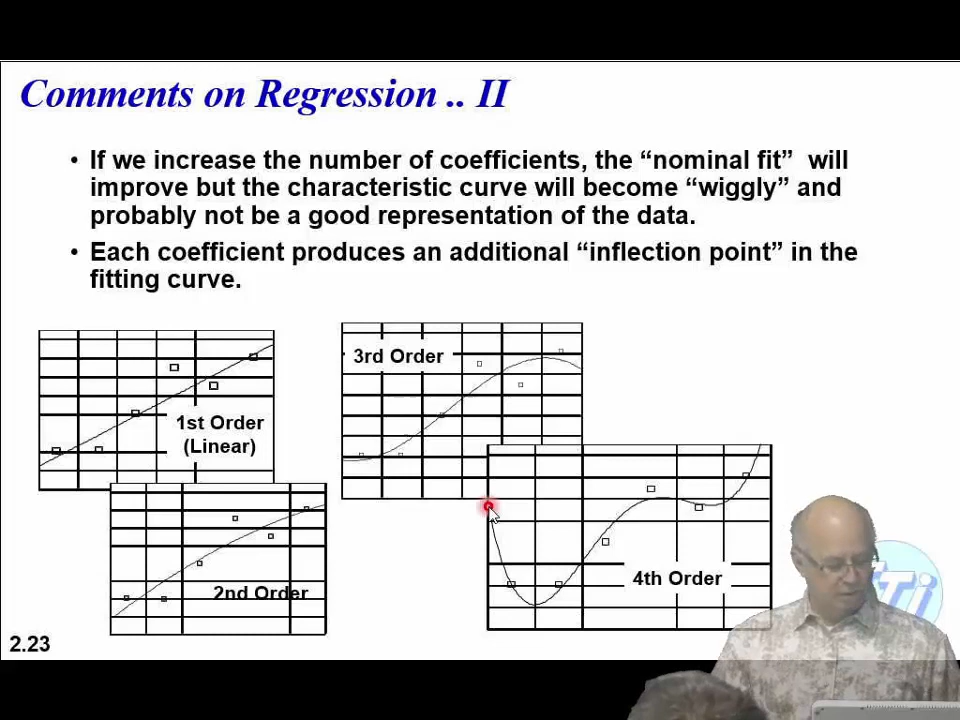 Comments on Regression .. II
• If we increase the number of coefficients, the “nominal fit” will
improve but the characteristic curve will become “wiggly” and
probably not be a good representation of the data.
• Each coefficient produces an additional “inflection point” in the
fitting curve.
3rd Order
1st Order
(Linear)
2nd Order
4th Order
Ti
2.23